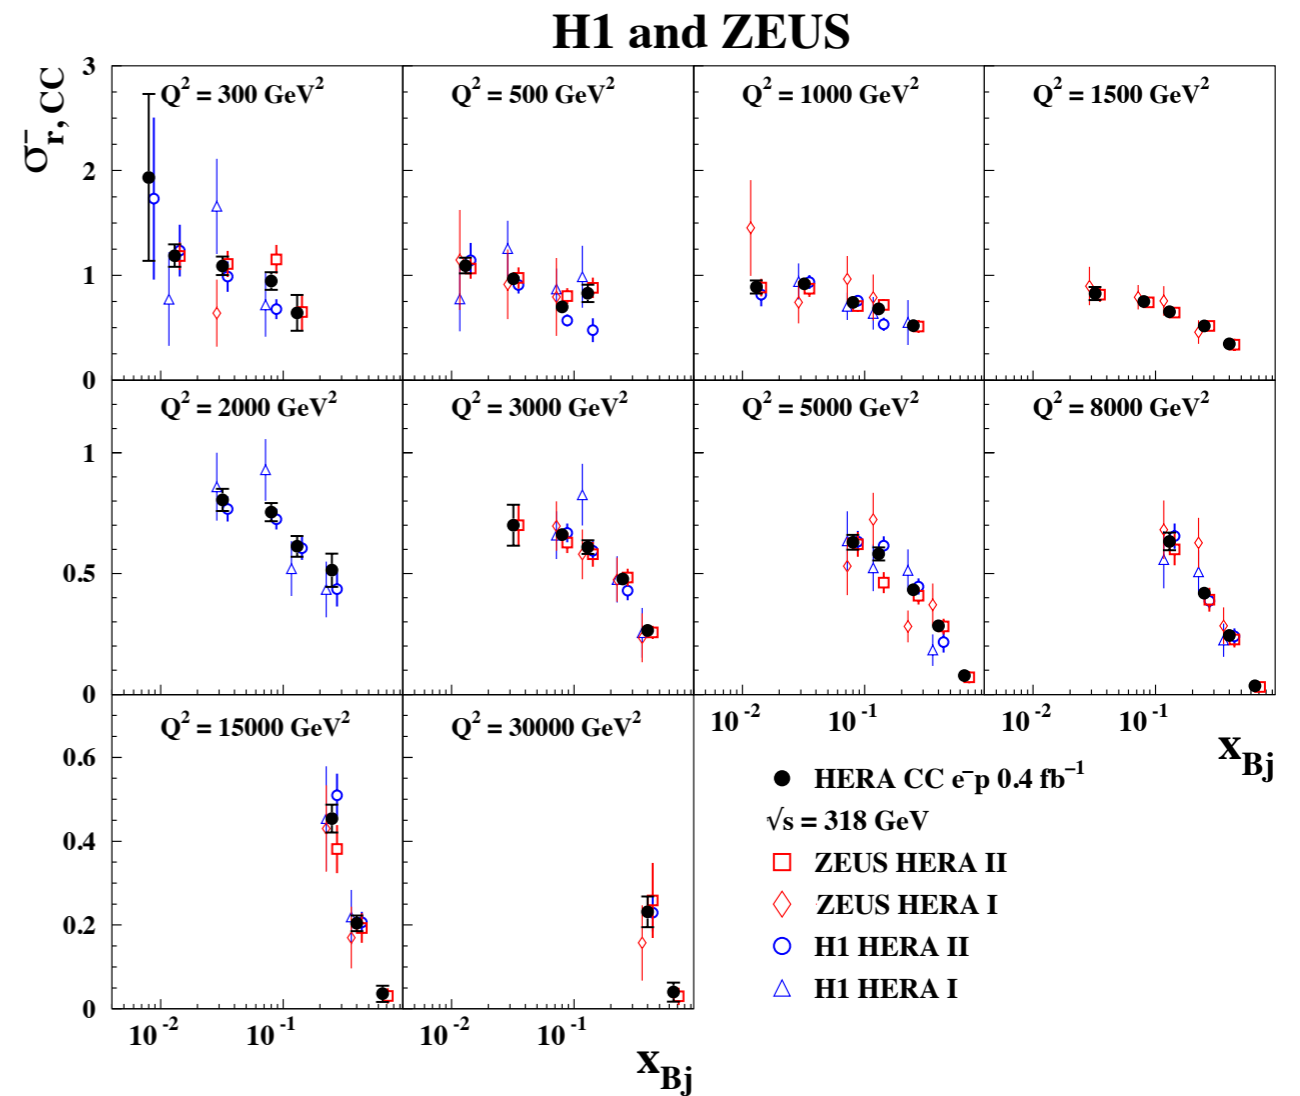 H1 and ZEUS
σ⁻r, CC
3
2
1
0
Q² = 300 GeV²
Q² = 500 GeV²
Q² = 1000 GeV²
Q² = 1500 GeV²
1
0.5
0
Q² = 2000 GeV²
Q² = 3000 GeV²
Q² = 5000 GeV²
Q² = 8000 GeV²
10⁻² 10⁻¹
10⁻² 10⁻¹
xBj
0.6
0.4
0.2
0
Q² = 15000 GeV²
Q² = 30000 GeV²
10⁻² 10⁻¹
10⁻² 10⁻¹
xBj
HERA CC e⁻p 0.4 fb⁻¹
√s = 318 GeV
ZEUS HERA II
ZEUS HERA I
H1 HERA II
H1 HERA I